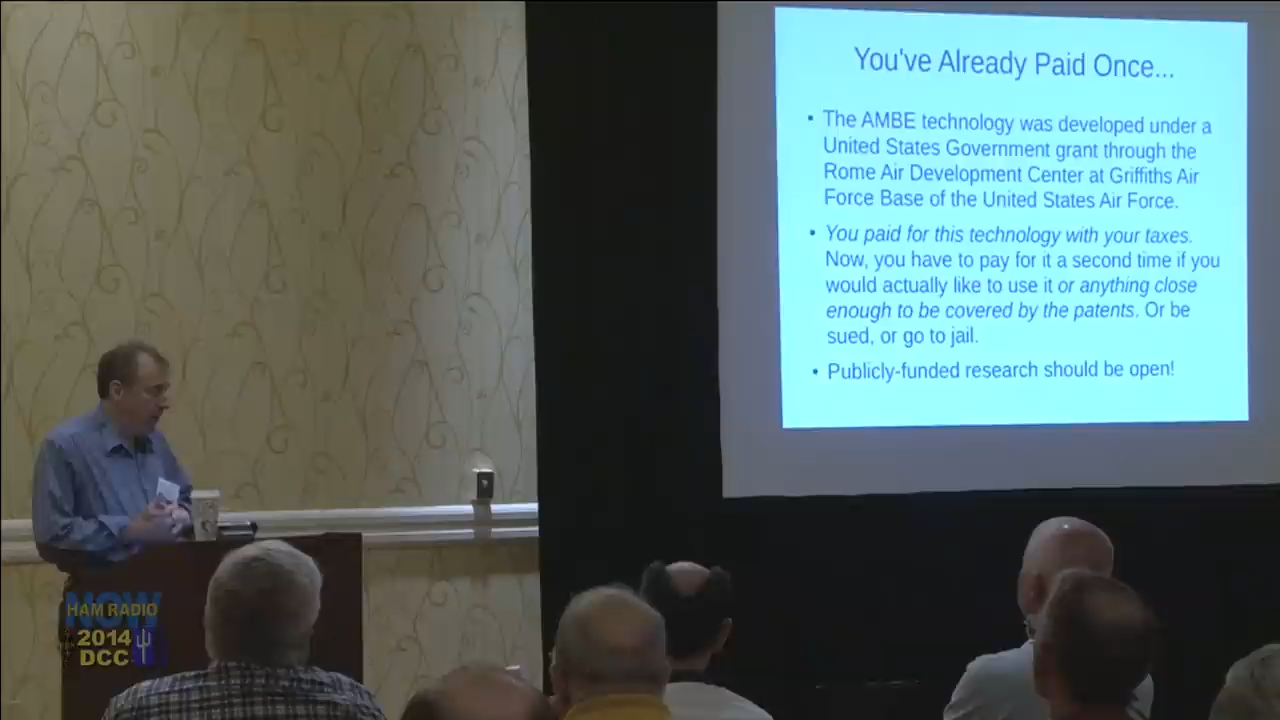 You've Already Paid Once...
• The AMBE technology was developed under a
United States Government grant through the
Rome Air Development Center at Griffiths Air
Force Base of the United States Air Force.
• You paid for this technology with your taxes.
Now, you have to pay for it a second time if you
would actually like to use it or anything close
enough to be covered by the patents. Or be
sued, or go to jail.
• Publicly-funded research should be open!
NOW
HAM RADIO
2014
DCC